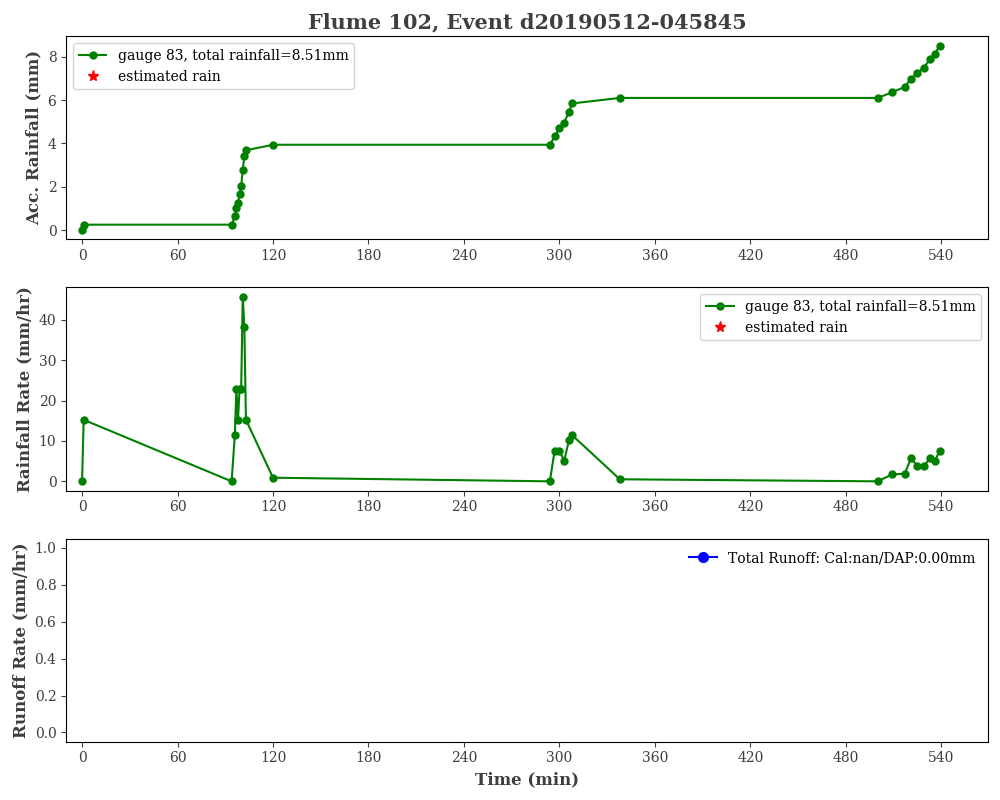 Flume 102, Event d20190512-045845
Acc. Rainfall (mm)
8
6
4
2
0
gauge 83, total rainfall=8.51mm
estimated rain
0 60 120 180 240 300 360 420 480 540
Rainfall Rate (mm/hr)
40
30
20
10
0
gauge 83, total rainfall=8.51mm
estimated rain
0 60 120 180 240 300 360 420 480 540
Runoff Rate (mm/hr)
1.0
0.8
0.6
0.4
0.2
0.0
Total Runoff: Cal:nan/DAP:0.00mm
0 60 120 180 240 300 360 420 480 540
Time (min)